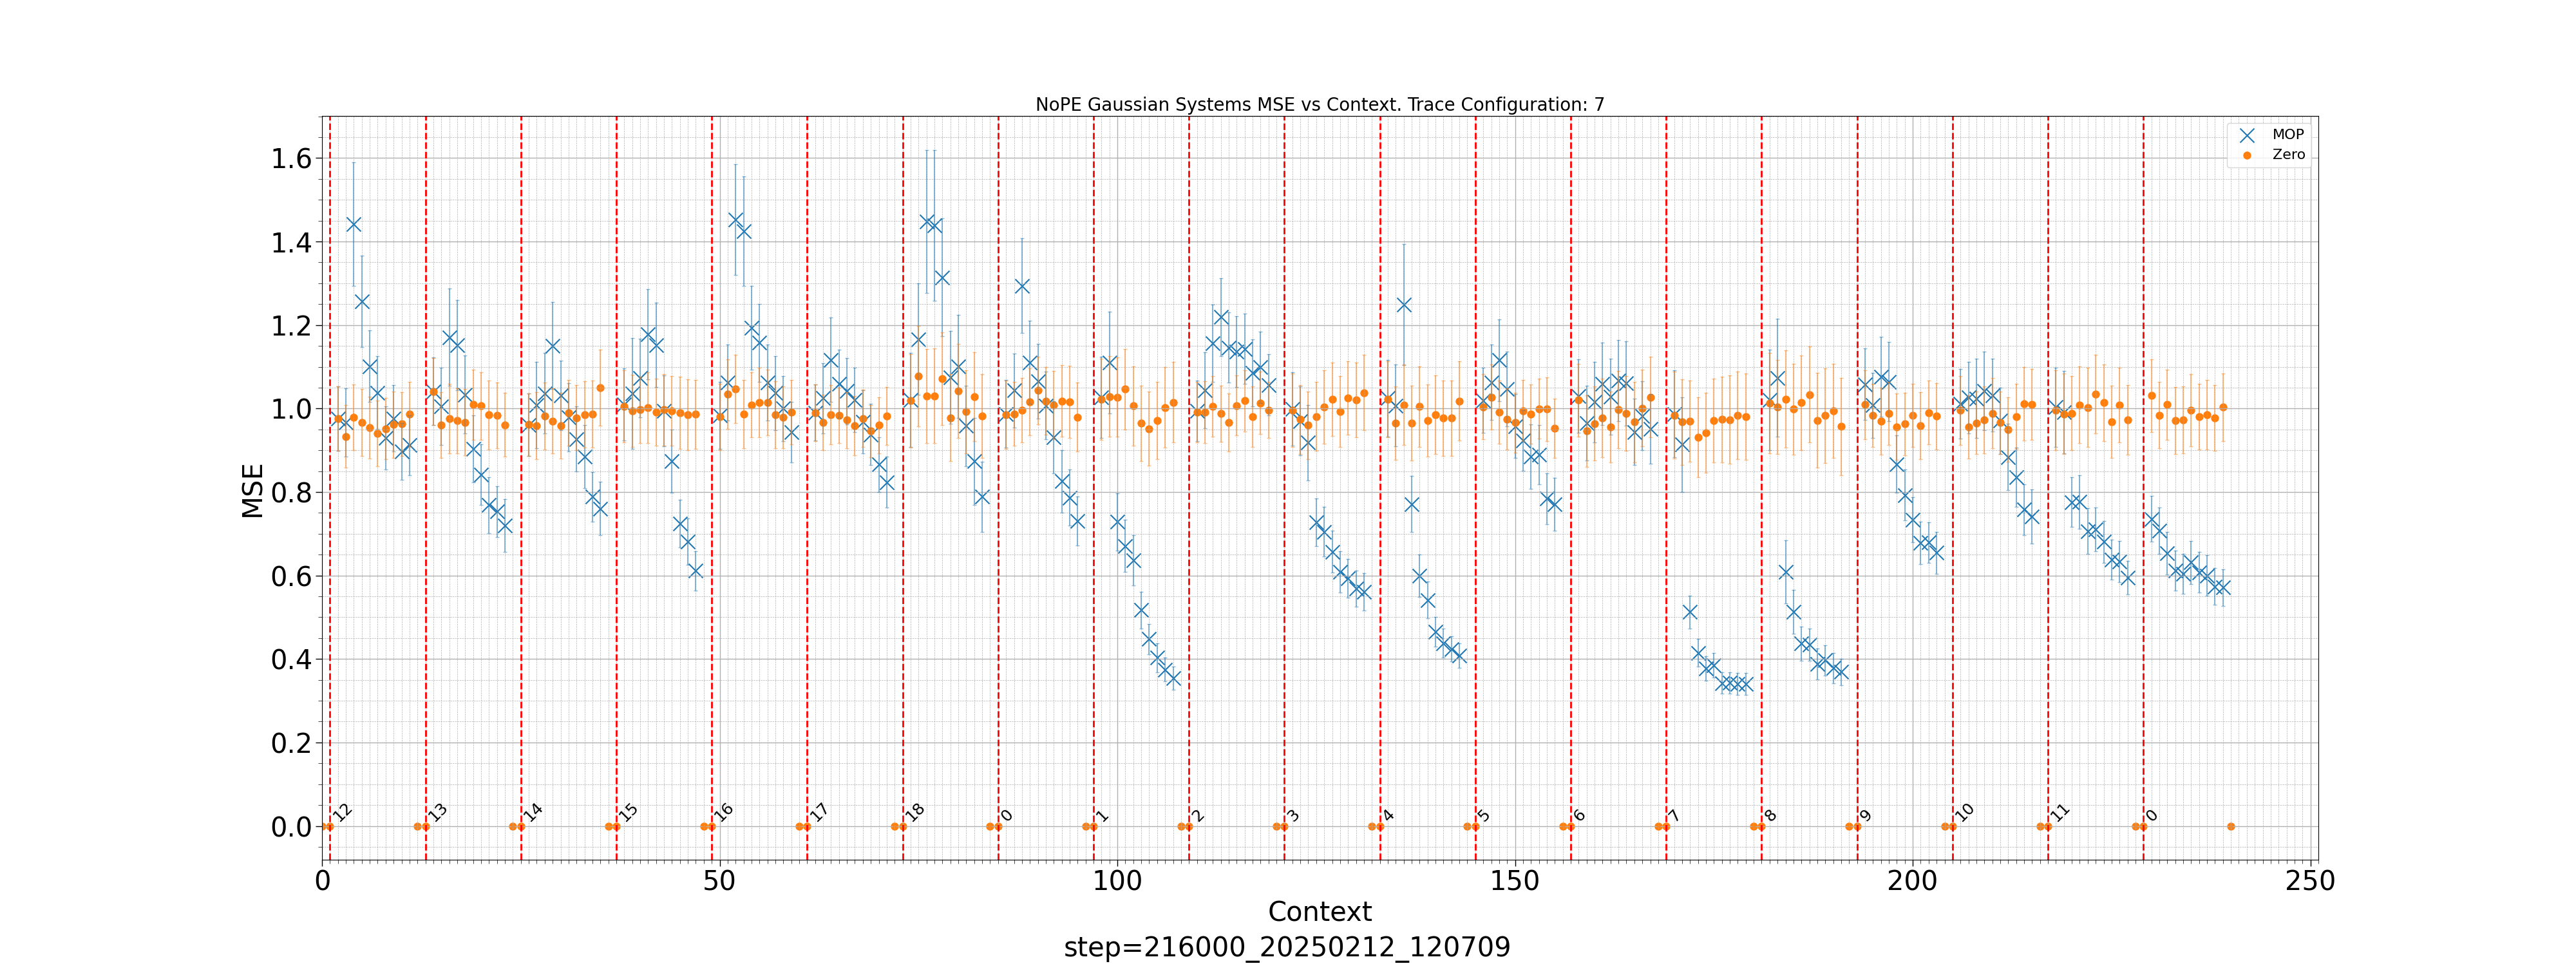 NoPE Gaussian Systems MSE vs Context. Trace Configuration: 7
MOP
Zero
MSE
1.6
1.4
1.2
1.0
0.8
0.6
0.4
0.2
0.0
12 13 14 15 16 17 18 0 1 2 3 4 5 6 7 8 9 10 11 0
0 50 100 150 200 250
Context
step=216000_20250212_120709